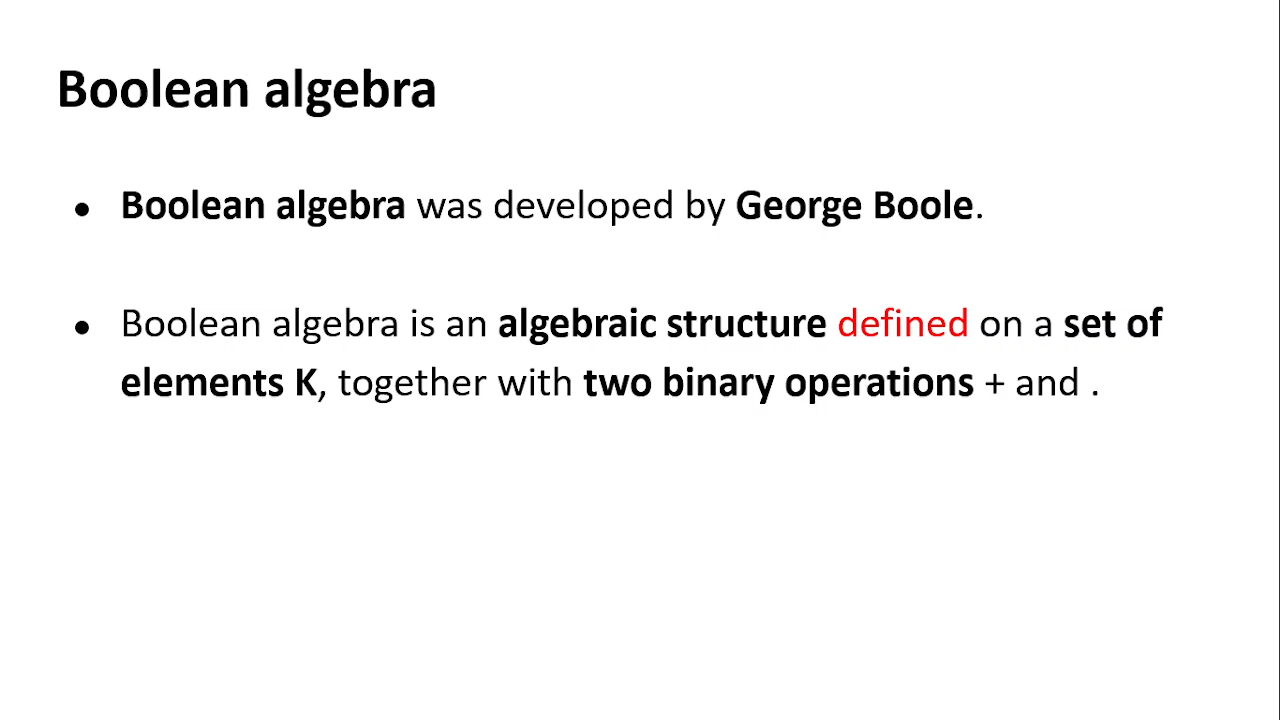 Boolean algebra
● Boolean algebra was developed by George Boole.
● Boolean algebra is an algebraic structure defined on a set of
elements K, together with two binary operations + and .